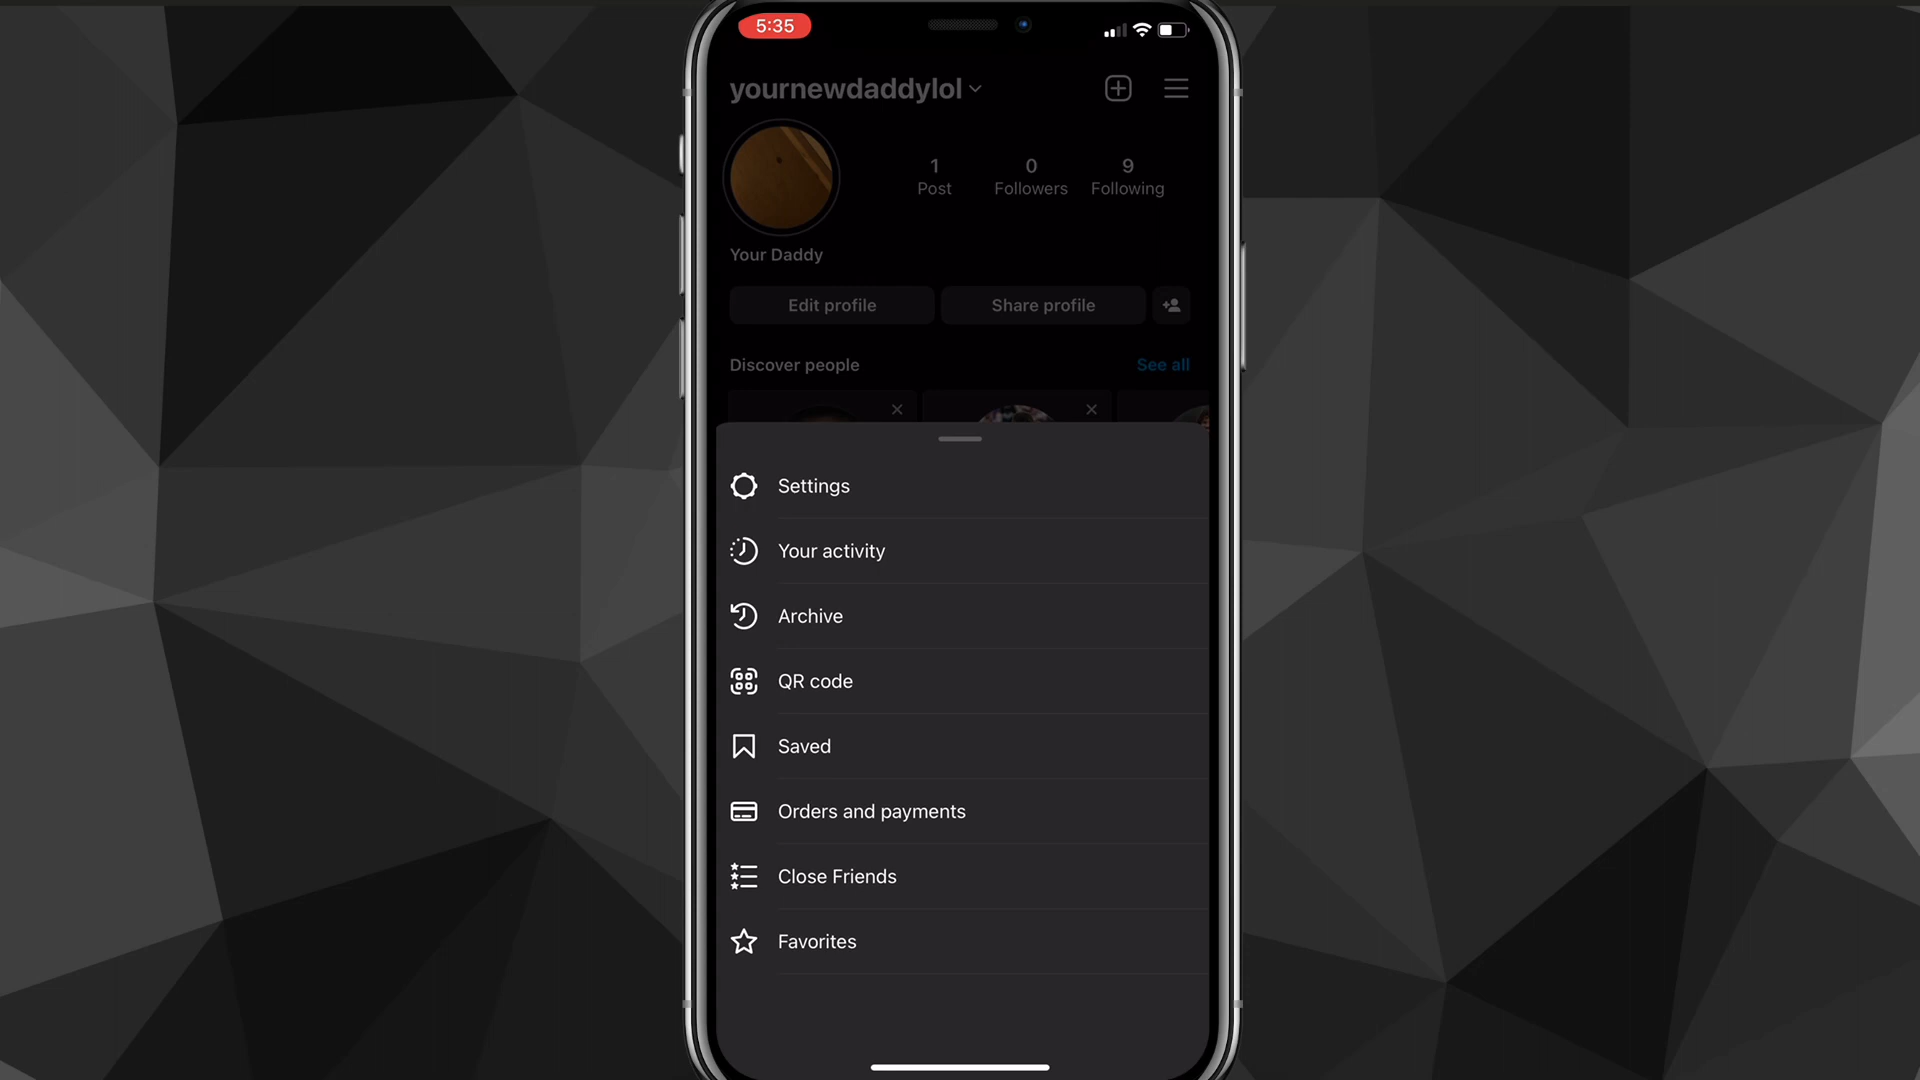 5:35
yournewdaddylol
1 0 9
Post Followers Following
Your Daddy
Edit profile Share profile
Discover people See all
Settings
Your activity
Archive
QR code
Saved
Orders and payments
Close Friends
Favorites